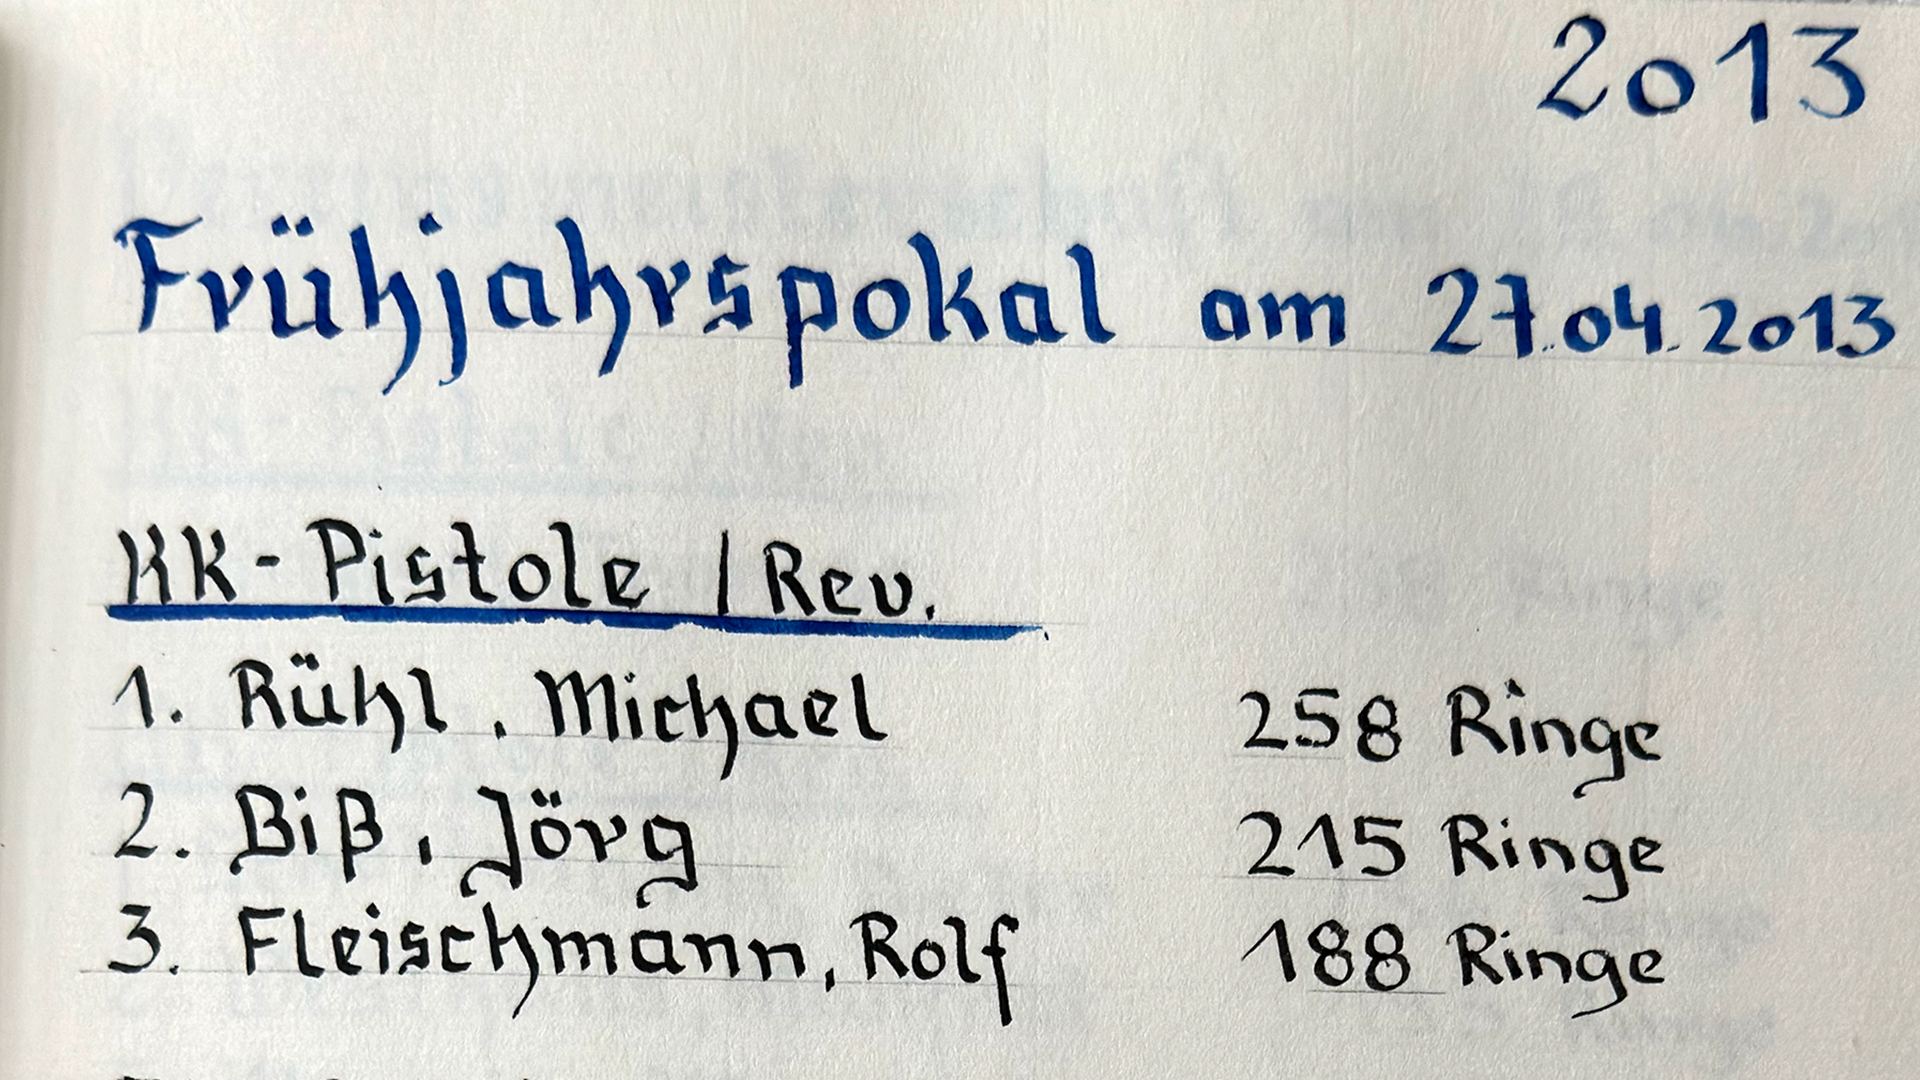 2013
Frühjahrspokal am 27.04.2013
KK-Pistole / Rev.
1. Rühl, Michael 258 Ringe
2. Biß, Jörg 215 Ringe
3. Fleischmann, Rolf 188 Ringe